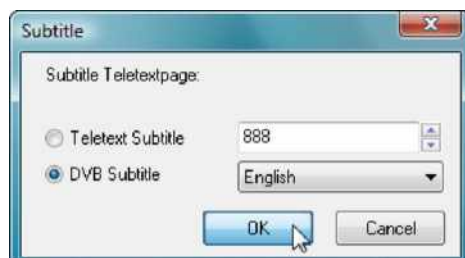 Subtitle
Subtitle Teletextpage:
Teletext Subtitle 888
DVB Subtitle English
OK Cancel